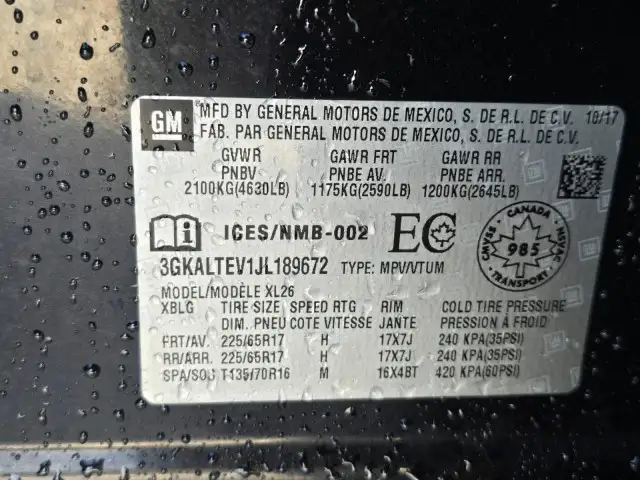 GM
MFD BY GENERAL MOTORS DE MEXICO, S. DE R.L. DE C.V. 10/17
FAB. PAR GENERAL MOTORS DE MEXICO, S. DE R.L. DE C.V.
GVWR GAWR FRT GAWR RR
PNBV PNBE AV. PNBE ARR.
2100KG(4630LB) 1175KG(2590LB) 1200KG(2645LB)
ICES/NMB-002 EC
CANADA
CMVSS 985 NSVAC
TRANSPORT
3GKALTEV1JL189672 TYPE: MPV/VTUM
MODEL/MODÈLE XL26
XBLG TIRE SIZE SPEED RTG RIM COLD TIRE PRESSURE
DIM. PNEU COTE VITESSE JANTE PRESSION À FROID
FRT/AV. 225/65R17 H 17X7J 240 KPA(35PSI)
RR/ARR. 225/65R17 H 17X7J 240 KPA(35PSI)
SPA/SOS T135/70R16 M 16X4BT 420 KPA(60PSI)